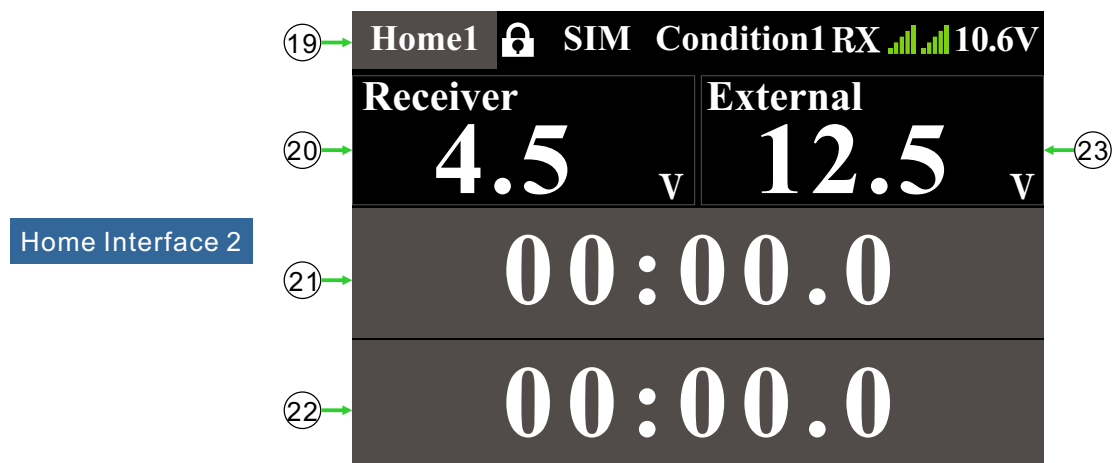 19 Home1 SIM Condition1 RX 10.6V
Receiver External
20 4.5 V 12.5 V 23
Home Interface 2
21 00:00.0
22 00:00.0